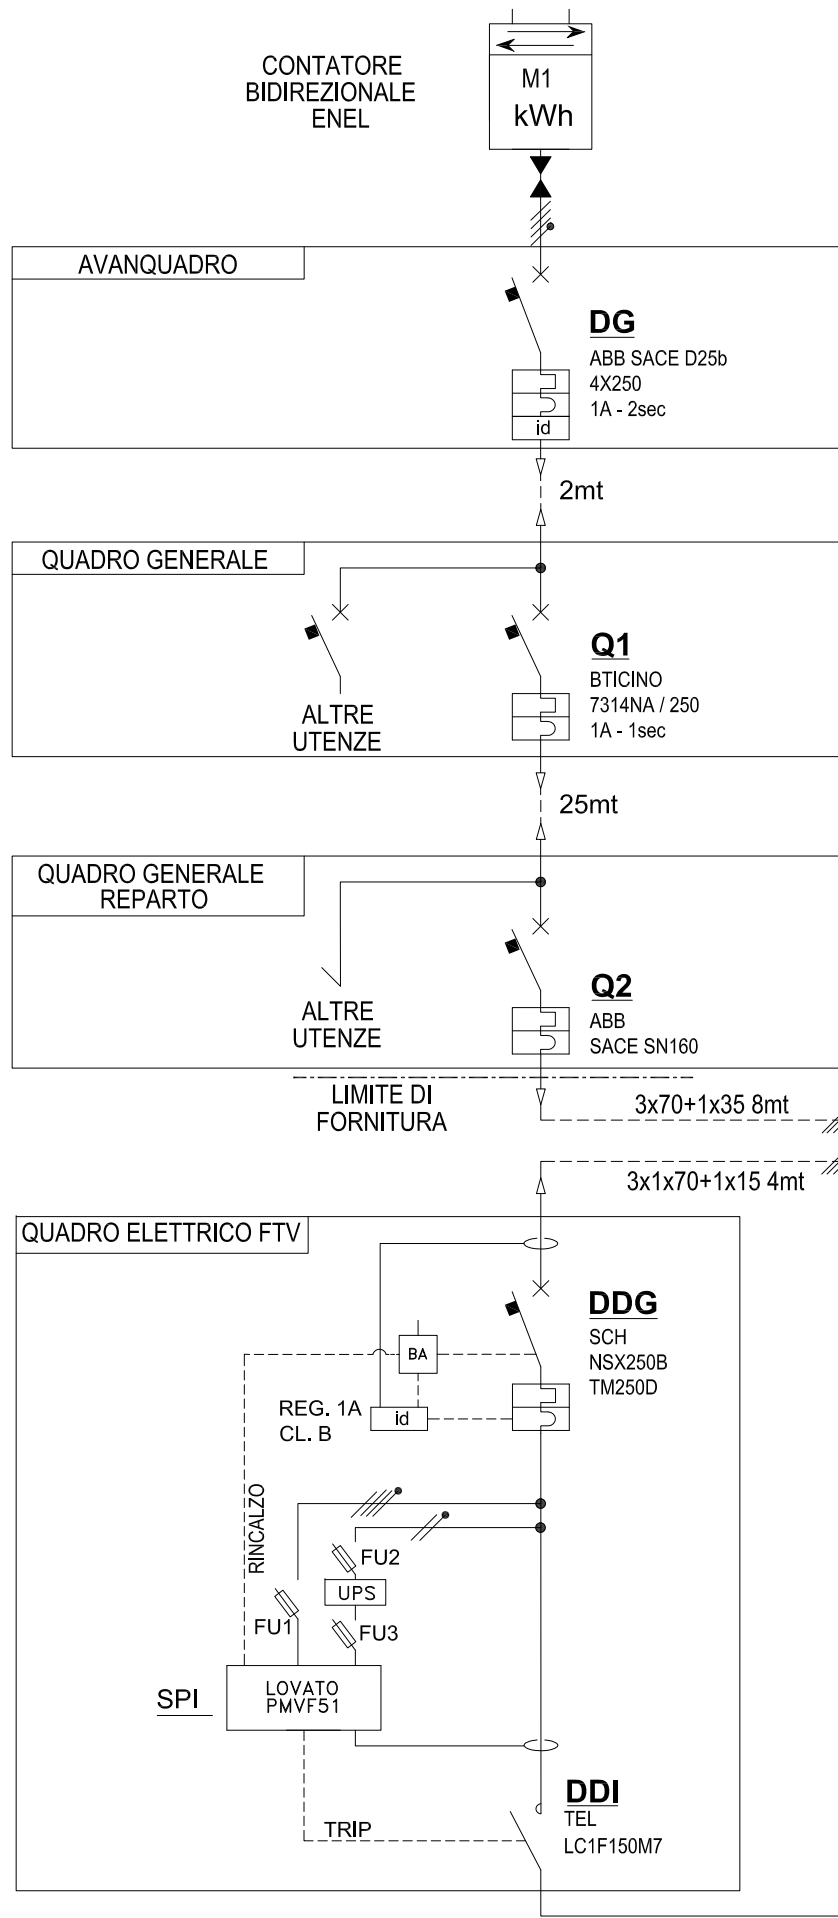 CONTATORE
BIDIREZIONALE
ENEL
M1
kWh
AVANQUADRO
DG
ABB SACE D25b
4X250
1A - 2sec
id
2mt
QUADRO GENERALE
Q1
BTICINO
7314NA / 250
1A - 1sec
ALTRE
UTENZE
25mt
QUADRO GENERALE
REPARTO
Q2
ABB
SACE SN160
ALTRE
UTENZE
LIMITE DI
FORNITURA
3x70+1x35 8mt
3x1x70+1x15 4mt
QUADRO ELETTRICO FTV
DDG
SCH
NSX250B
TM250D
BA
REG. 1A
CL. B
id
RINCALZO
FU2
UPS
FU1
FU3
SPI
LOVATO
PMVF51
DDI
TEL
LC1F150M7
TRIP